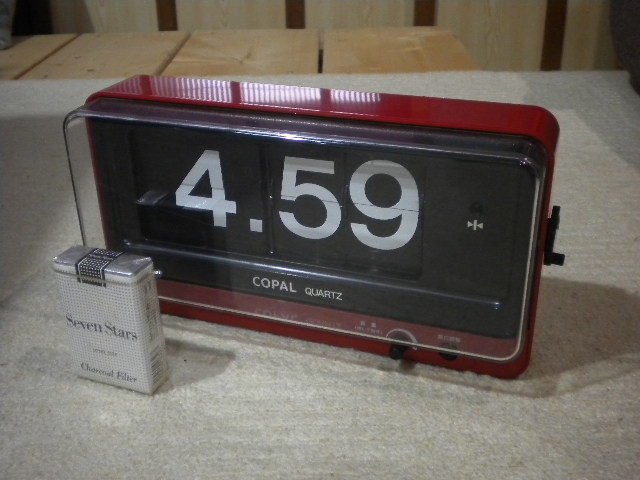 4.59
COPAL QUARTZ
Seven Stars
Charcoal Filter